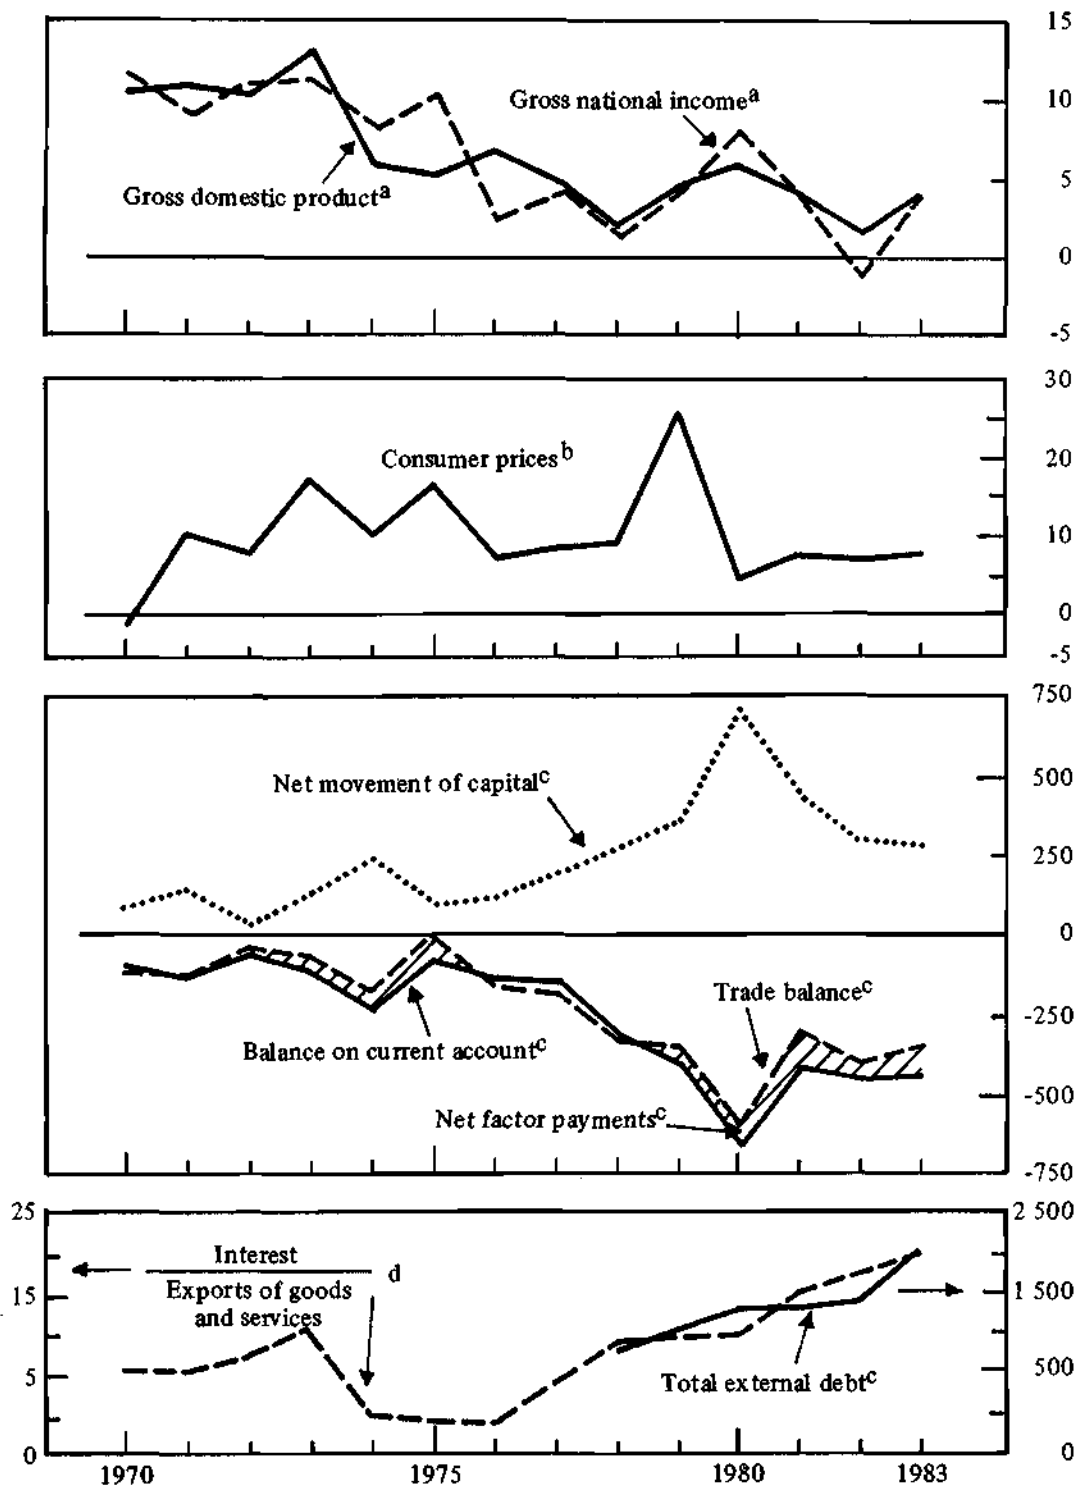 15
Gross national income^a
10
Gross domestic product^a
5
0
-5
30
Consumer prices^b
20
10
0
-5
750
Net movement of capital^c
500
250
0
Trade balance^c
-250
Balance on current account^c
Net factor payments^c
-500
-750
25
2 500
Interest
d
Exports of goods
and services
15
1 500
5
500
Total external debt^c
0
0
1970
1975
1980
1983